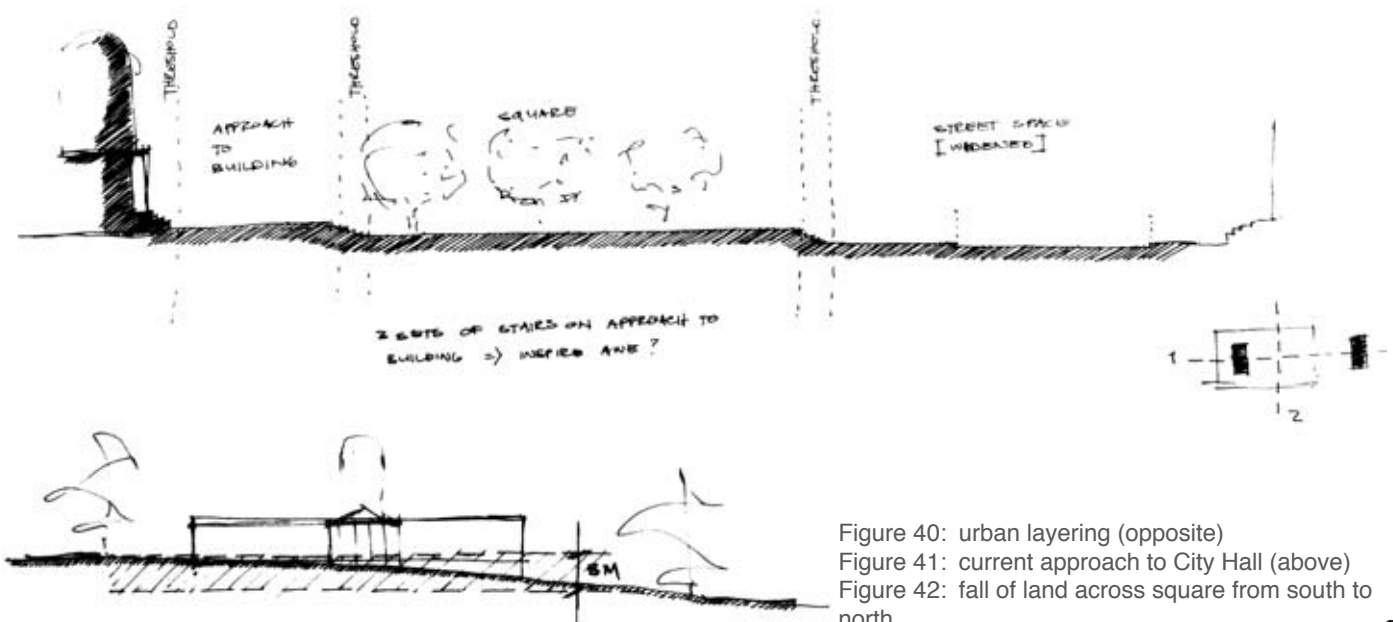 THRESHOLD
THRESHOLD
THRESHOLD
APPROACH
TO
BUILDING
SQUARE
STREET SPACE
[WIDENED]
2 SETS OF STAIRS ON APPROACH TO
BUILDING => INSPIRE AWE?
1
2
8M
Figure 40: urban layering (opposite)
Figure 41: current approach to City Hall (above)
Figure 42: fall of land across square from south to
north